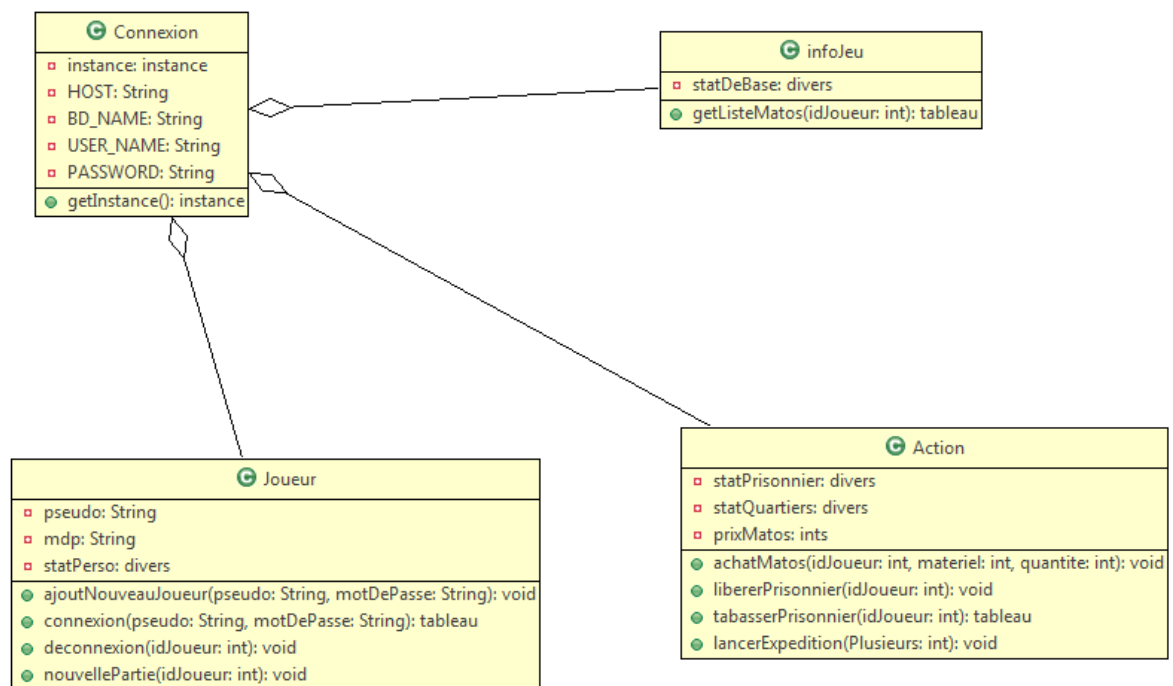 Connexion
instance: instance
HOST: String
BD_NAME: String
USER_NAME: String
PASSWORD: String
getInstance(): instance
infoJeu
statDeBase: divers
getListeMatos(idJoueur: int): tableau
Joueur
pseudo: String
mdp: String
statPerso: divers
ajoutNouveauJoueur(pseudo: String, motDePasse: String): void
connexion(pseudo: String, motDePasse: String): tableau
deconnexion(idJoueur: int): void
nouvellePartie(idJoueur: int): void
Action
statPrisonnier: divers
statQuartiers: divers
prixMatos: ints
achatMatos(idJoueur: int, materiel: int, quantite: int): void
libererPrisonnier(idJoueur: int): void
tabasserPrisonnier(idJoueur: int): tableau
lancerExpedition(Plusieurs: int): void